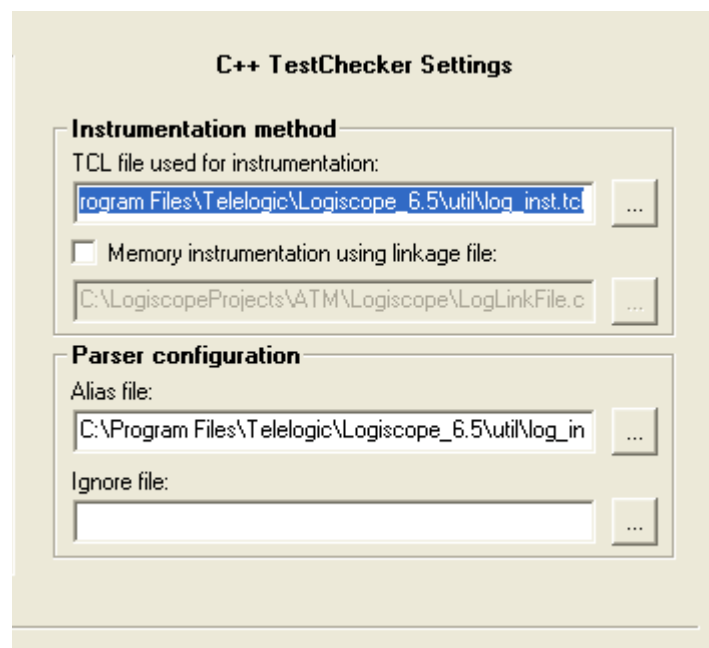 C++ TestChecker Settings
Instrumentation method
TCL file used for instrumentation:
rogram Files\Telelogic\Logiscope_6.5\util\log_inst.tcl
...
Memory instrumentation using linkage file:
C:\LogiscopeProjects\ATM\Logiscope\LogLinkFile.c
...
Parser configuration
Alias file:
C:\Program Files\Telelogic\Logiscope_6.5\util\log_in
...
Ignore file:
...